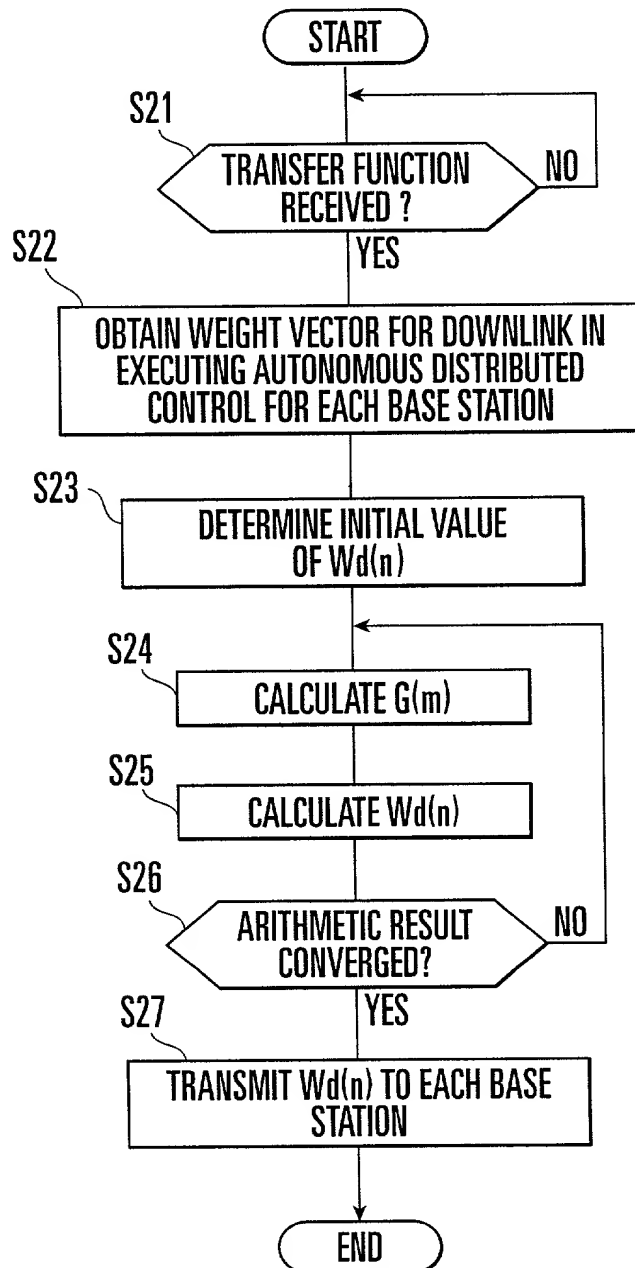 START
S21
TRANSFER FUNCTION
RECEIVED ?
NO
YES
S22
OBTAIN WEIGHT VECTOR FOR DOWNLINK IN
EXECUTING AUTONOMOUS DISTRIBUTED
CONTROL FOR EACH BASE STATION
S23
DETERMINE INITIAL VALUE
OF Wd(n)
S24
CALCULATE G(m)
S25
CALCULATE Wd(n)
S26
ARITHMETIC RESULT
CONVERGED?
NO
YES
S27
TRANSMIT Wd(n) TO EACH BASE
STATION
END